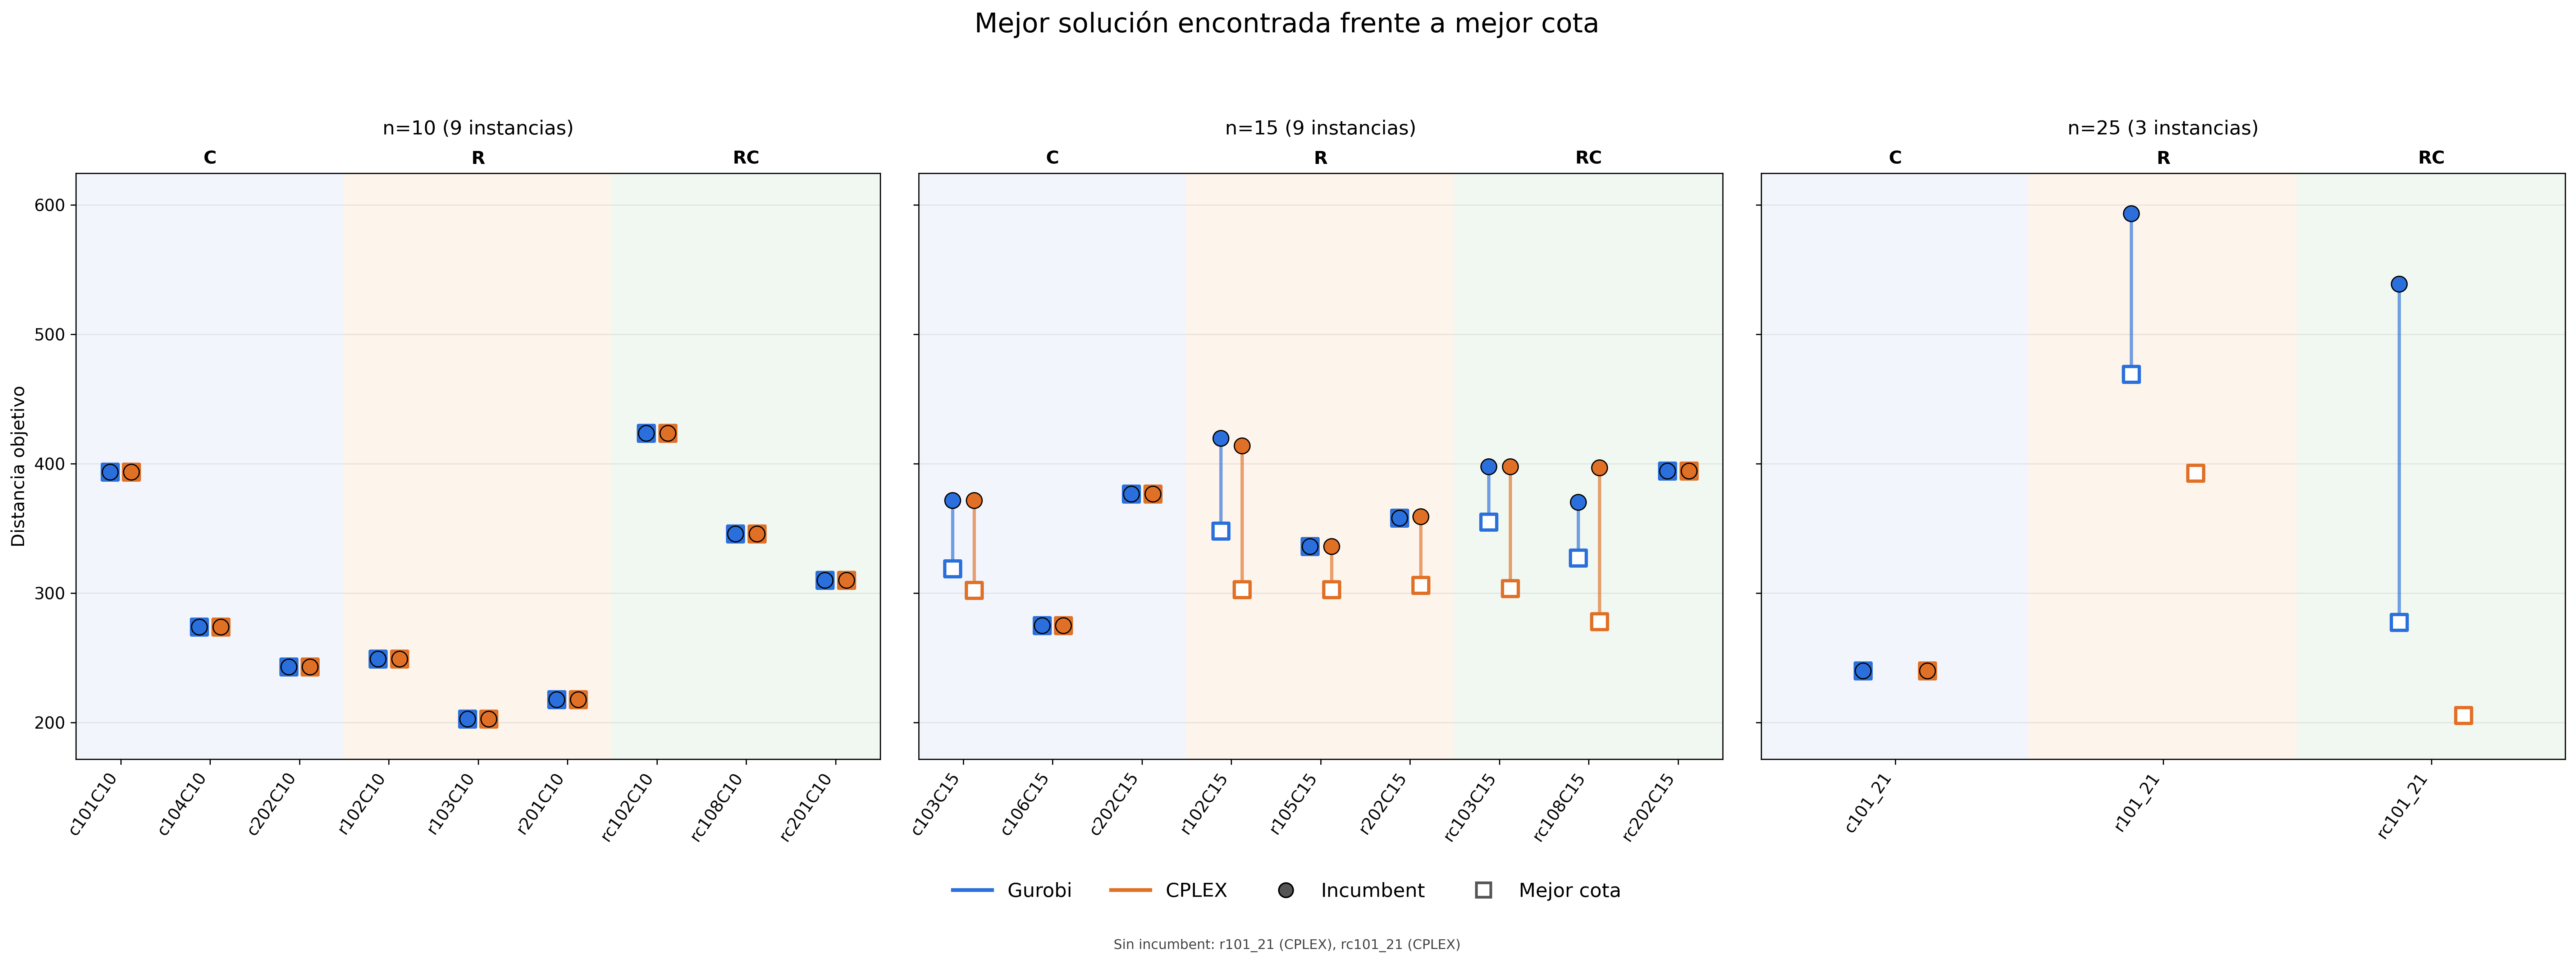 Mejor solución encontrada frente a mejor cota
n=10 (9 instancias)
C R RC
n=15 (9 instancias)
C R RC
n=25 (3 instancias)
C R RC
Distancia objetivo
600
500
400
300
200
c101C10
c104C10
c202C10
r102C10
r103C10
r201C10
rc102C10
rc108C10
rc201C10
c103C15
c106C15
c202C15
r102C15
r105C15
r202C15
rc103C15
rc108C15
rc202C15
c101_21
r101_21
rc101_21
Gurobi CPLEX Incumbent Mejor cota
Sin incumbent: r101_21 (CPLEX), rc101_21 (CPLEX)